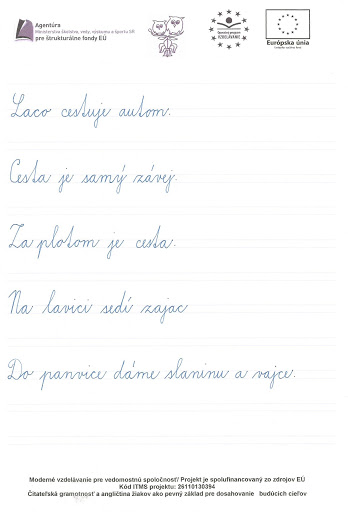 Agentúra
Ministerstva školstva, vedy, výskumu a športu SR
pre štrukturálne fondy EÚ
VZDELÁVANIE
Európska únia
Laco cestuje autom.
Cesta je samý závej.
Za plotom je cesta.
Na lavici sedí zajac
Do panvice dáme slaninu a vajce.
Moderné vzdelávanie pre vedomostnú spoločnosť/ Projekt je spolufinancovaný zo zdrojov EÚ
Kód ITMS projektu: 26110130394
Čitateľská gramotnosť a angličtina žiakov ako pevný základ pre dosahovanie budúcich cieľov